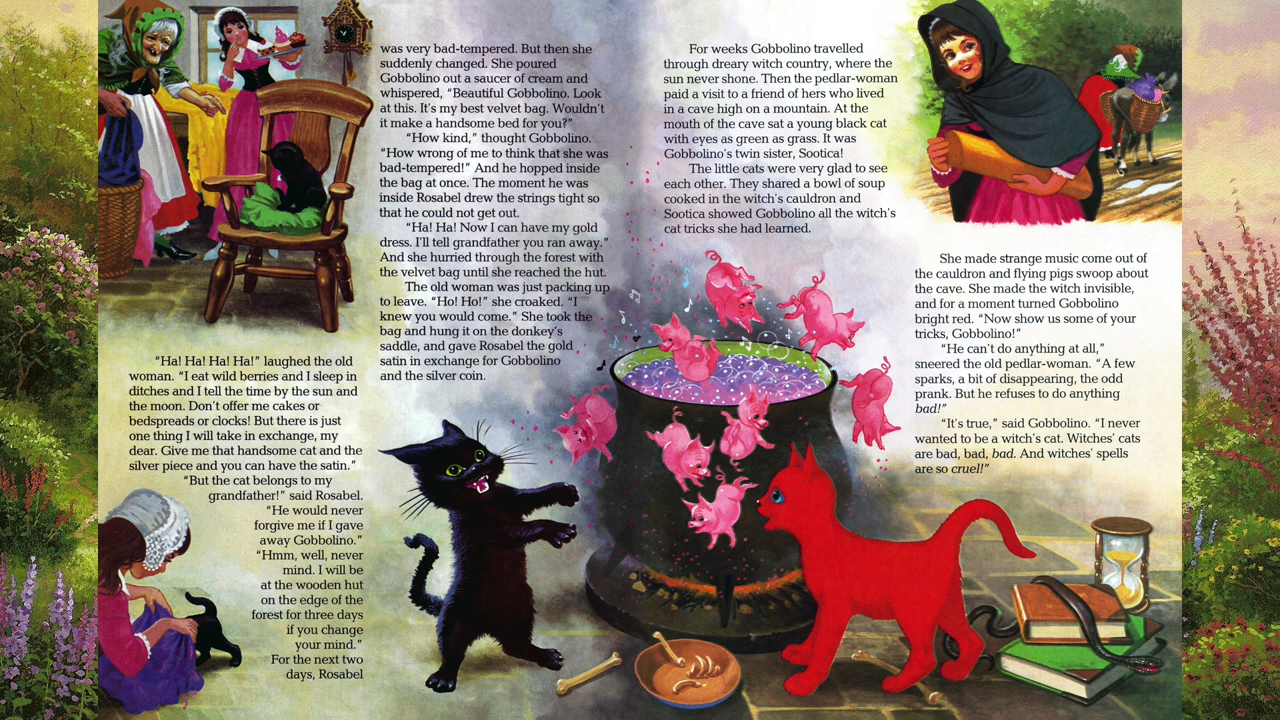 "Ha! Ha! Ha! Ha!" laughed the old
woman. "I eat wild berries and I sleep in
ditches and I tell the time by the sun and
the moon. Don't offer me cakes or
bedspreads or clocks! But there is just
one thing I will take in exchange, my
dear. Give me that handsome cat and the
silver piece and you can have the satin."
"But the cat belongs to my
grandfather!" said Rosabel.
"He would never
forgive me if I gave
away Gobbolino."
"Hmm, well, never
mind. I will be
at the wooden hut
on the edge of the
forest for three days
if you change
your mind."
For the next two
days, Rosabel
was very bad-tempered. But then she
suddenly changed. She poured
Gobbolino out a saucer of cream and
whispered, "Beautiful Gobbolino. Look
at this. It's my best velvet bag. Wouldn't
it make a handsome bed for you?"
"How kind," thought Gobbolino.
"How wrong of me to think that she was
bad-tempered!" And he hopped inside
the bag at once. The moment he was
inside Rosabel drew the strings tight so
that he could not get out.
"Ha! Ha! Now I can have my gold
dress. I'll tell grandfather you ran away."
And she hurried through the forest with
the velvet bag until she reached the hut.
The old woman was just packing up
to leave. "Ho! Ho!" she croaked. "I
knew you would come." She took the
bag and hung it on the donkey's
saddle, and gave Rosabel the gold
satin in exchange for Gobbolino
and the silver coin.
For weeks Gobbolino travelled
through dreary witch country, where the
sun never shone. Then the pedlar-woman
paid a visit to a friend of hers who lived
in a cave high on a mountain. At the
mouth of the cave sat a young black cat
with eyes as green as grass. It was
Gobbolino's twin sister, Sootica!
The little cats were very glad to see
each other. They shared a bowl of soup
cooked in the witch's cauldron and
Sootica showed Gobbolino all the witch's
cat tricks she had learned.
She made strange music come out of
the cauldron and flying pigs swoop about
the cave. She made the witch invisible,
and for a moment turned Gobbolino
bright red. "Now show us some of your
tricks, Gobbolino!"
"He can't do anything at all,"
sneered the old pedlar-woman. "A few
sparks, a bit of disappearing, the odd
prank. But he refuses to do anything
bad!"
"It's true," said Gobbolino. "I never
wanted to be a witch's cat. Witches' cats
are bad, bad, bad. And witches' spells
are so cruel!"